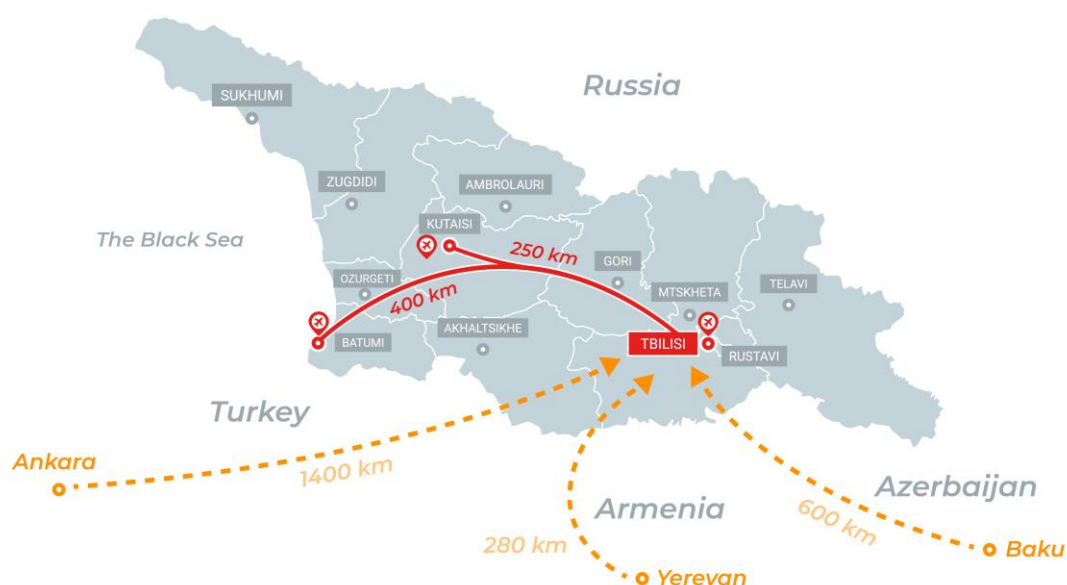 Russia
SUKHUMI
ZUGDIDI
AMBROLAURI
KUTAISI
The Black Sea
250 km
GORI
OZURGETI
400 km
MTSKHETA
TELAVI
AKHALTSIKHE
BATUMI
TBILISI
RUSTAVI
Turkey
Ankara
1400 km
Armenia
Azerbaijan
600 km
280 km
Baku
Yerevan